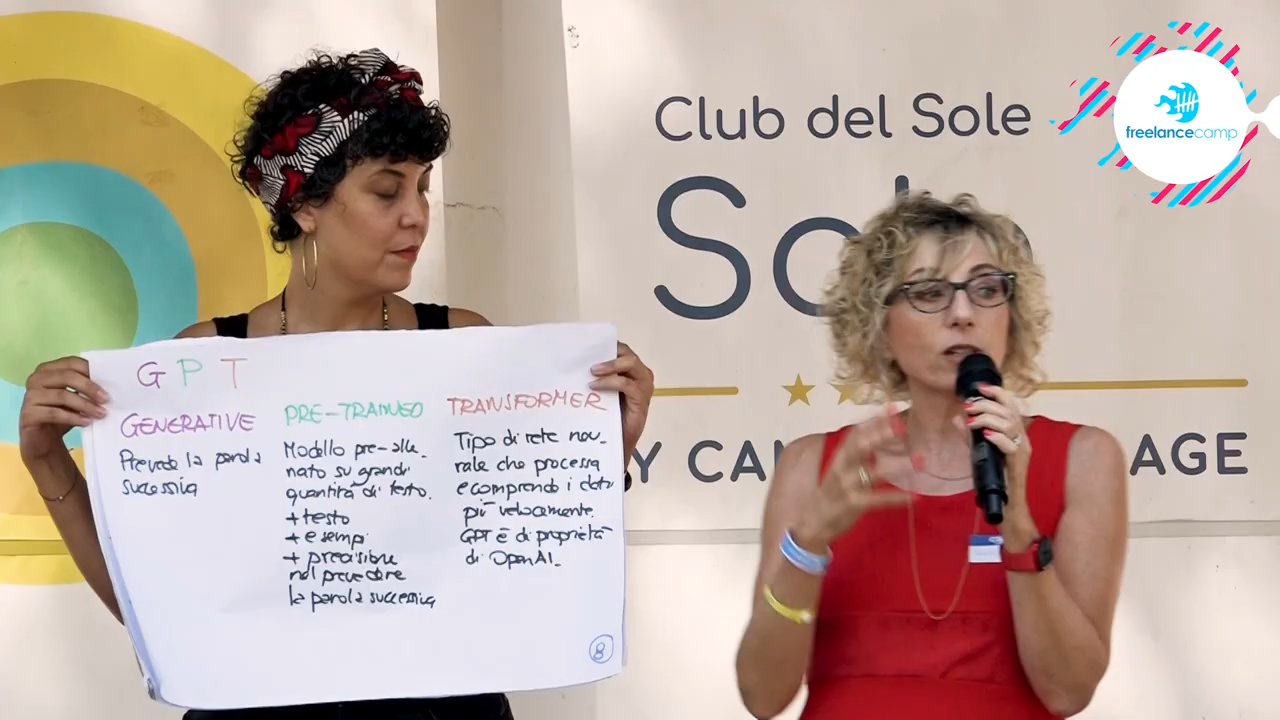 Club del Sole
freelancecamp
G P T
GENERATIVE
Prevede la parola
successiva
PRE-TRAINED
Modello pre-alle-
nato su grandi
quantità di testo.
+ testo
+ esempi
+ precisione
nel prevedere
la parola successiva
TRANSFORMER
Tipo di rete neu-
rale che processa
e comprende i dati
più velocemente.
GPT è di proprietà
di OpenAI.
8
Y CA
AGE